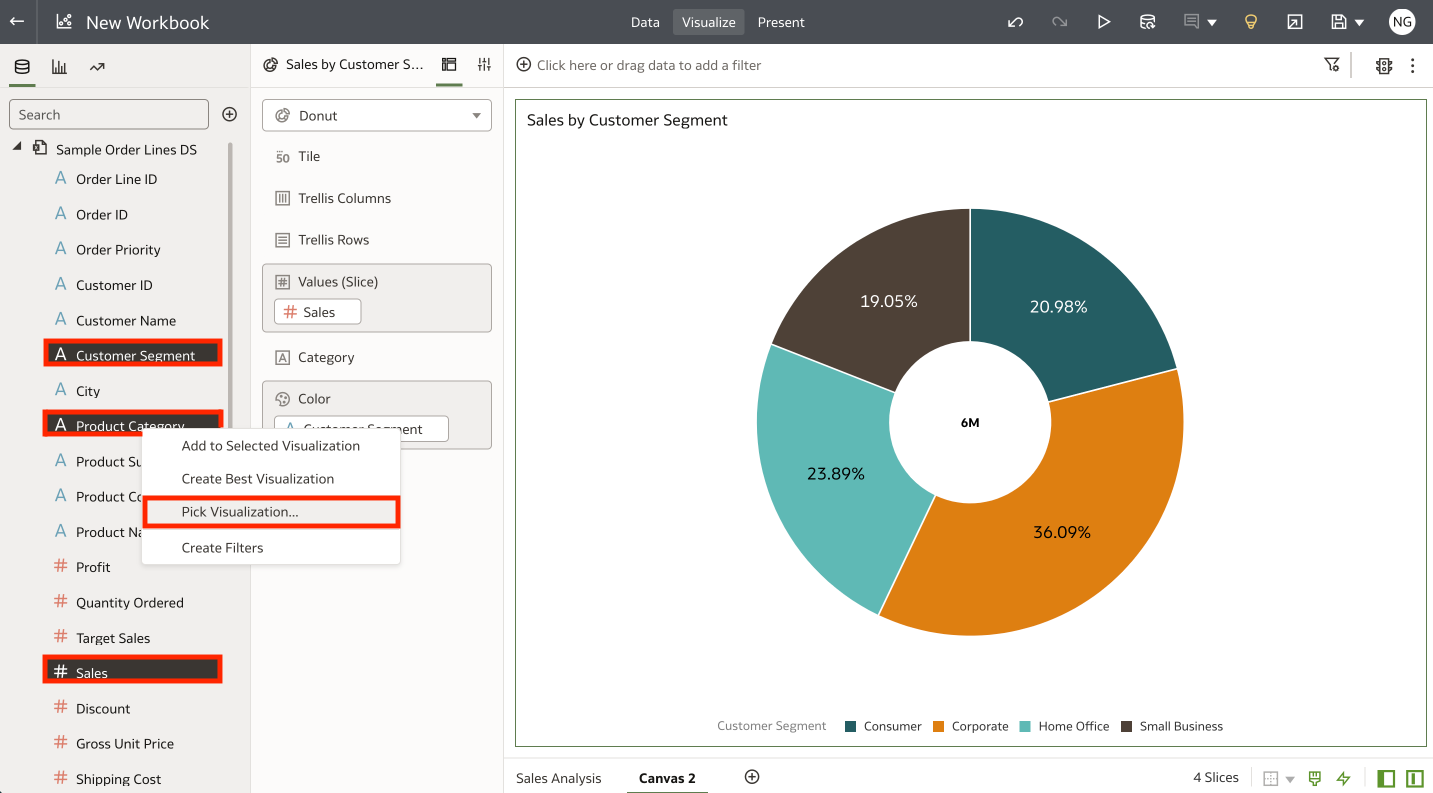 New Workbook
Data Visualize Present
NG
Sales by Customer S...
Click here or drag data to add a filter
Search
Sample Order Lines DS
A Order Line ID
A Order ID
A Order Priority
A Customer ID
A Customer Name
A Customer Segment
A City
A Product Category
A Product Su
A Product Co
A Product Na
# Profit
# Quantity Ordered
# Target Sales
# Sales
# Discount
# Gross Unit Price
# Shipping Cost
Donut
50 Tile
Trellis Columns
Trellis Rows
# Values (Slice)
# Sales
A Category
Color
A Customer Segment
Add to Selected Visualization
Create Best Visualization
Pick Visualization...
Create Filters
Sales by Customer Segment
19.05%
20.98%
6M
23.89%
36.09%
Customer Segment Consumer Corporate Home Office Small Business
Sales Analysis Canvas 2
4 Slices